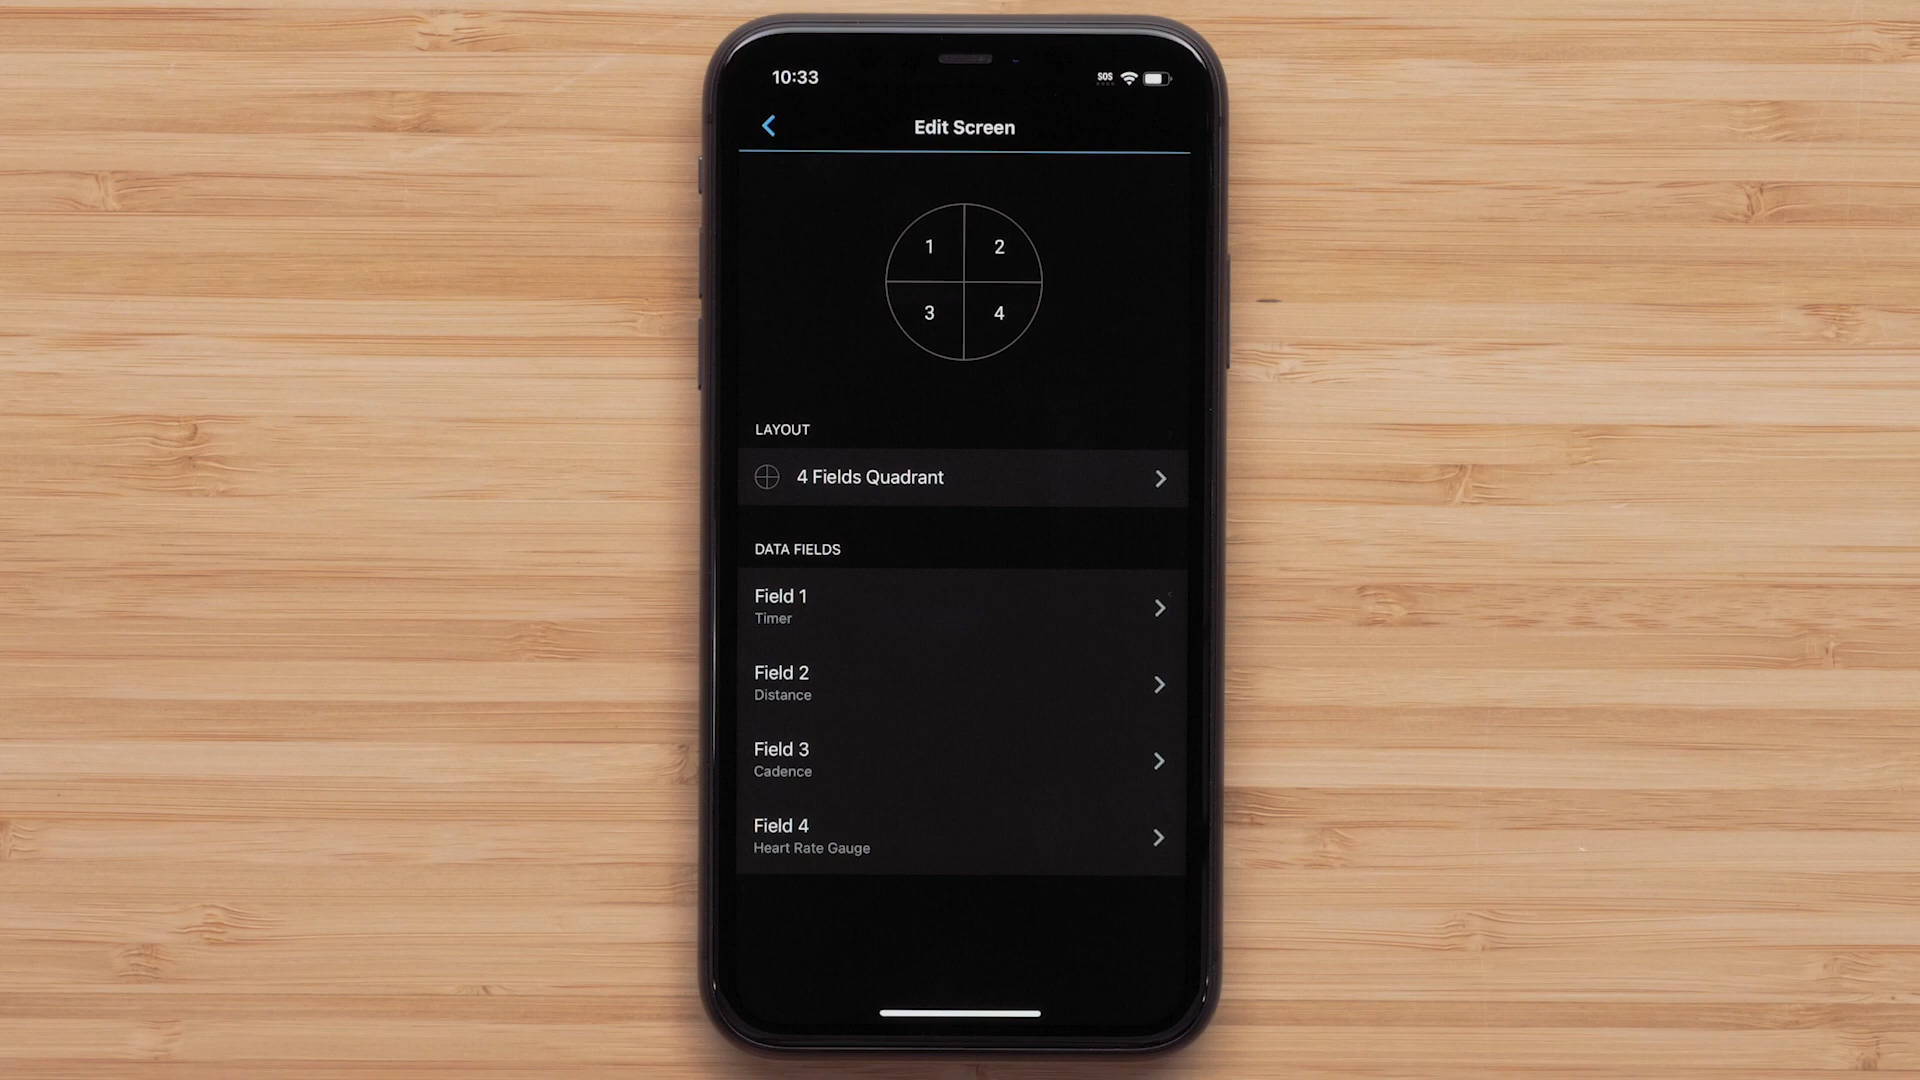 10:33
SOS
Edit Screen
1 2
3 4
LAYOUT
4 Fields Quadrant
DATA FIELDS
Field 1
Timer
Field 2
Distance
Field 3
Cadence
Field 4
Heart Rate Gauge